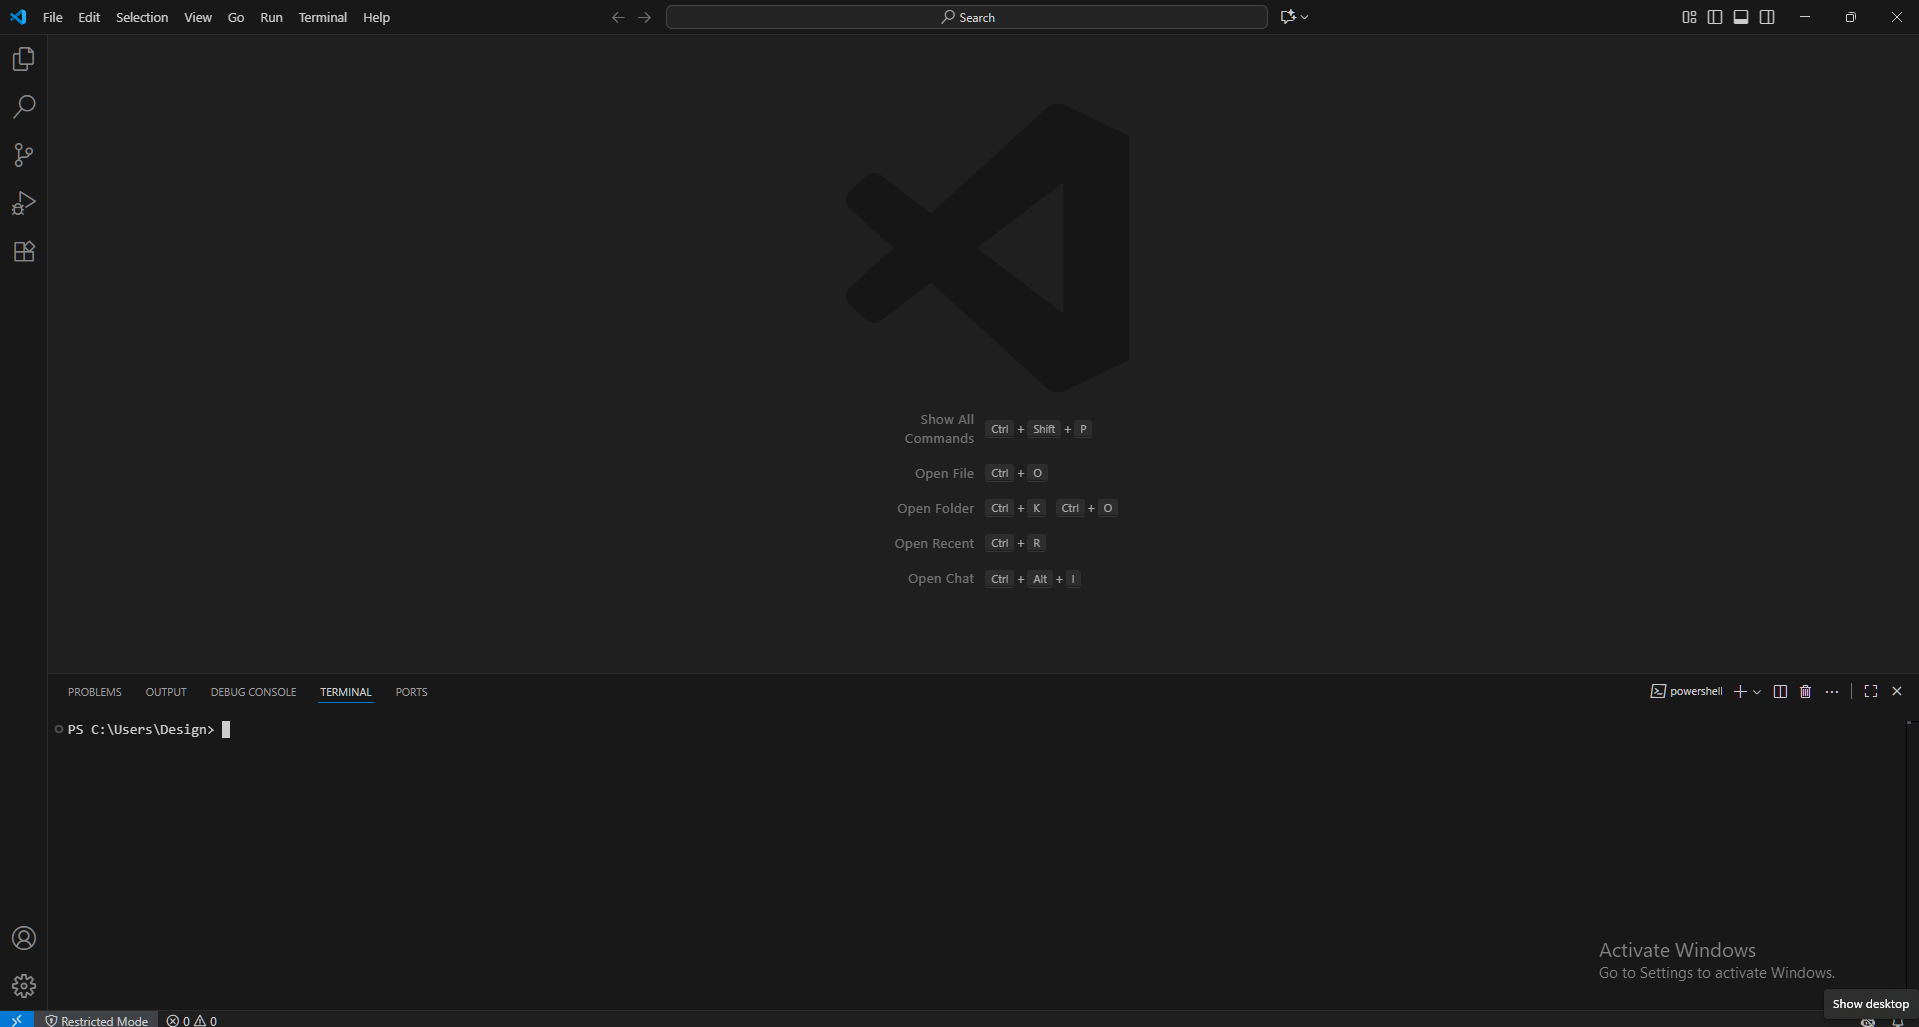 File Edit Selection View Go Run Terminal Help
Search
Show All
Commands
Ctrl + Shift + P
Open File Ctrl + O
Open Folder Ctrl + K Ctrl + O
Open Recent Ctrl + R
Open Chat Ctrl + Alt + I
PROBLEMS OUTPUT DEBUG CONSOLE TERMINAL PORTS
powershell
PS C:\Users\Design>
Activate Windows
Go to Settings to activate Windows.
Show desktop
Restricted Mode 0 0